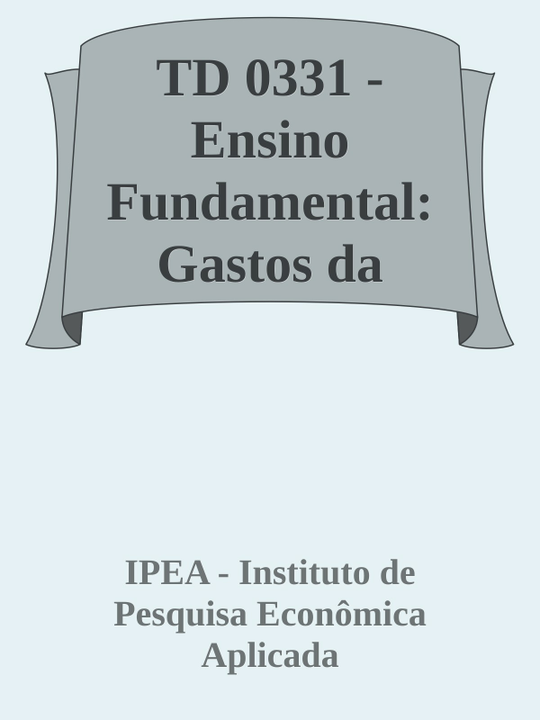 TD 0331 -
Ensino
Fundamental:
Gastos da
IPEA - Instituto de
Pesquisa Econômica
Aplicada